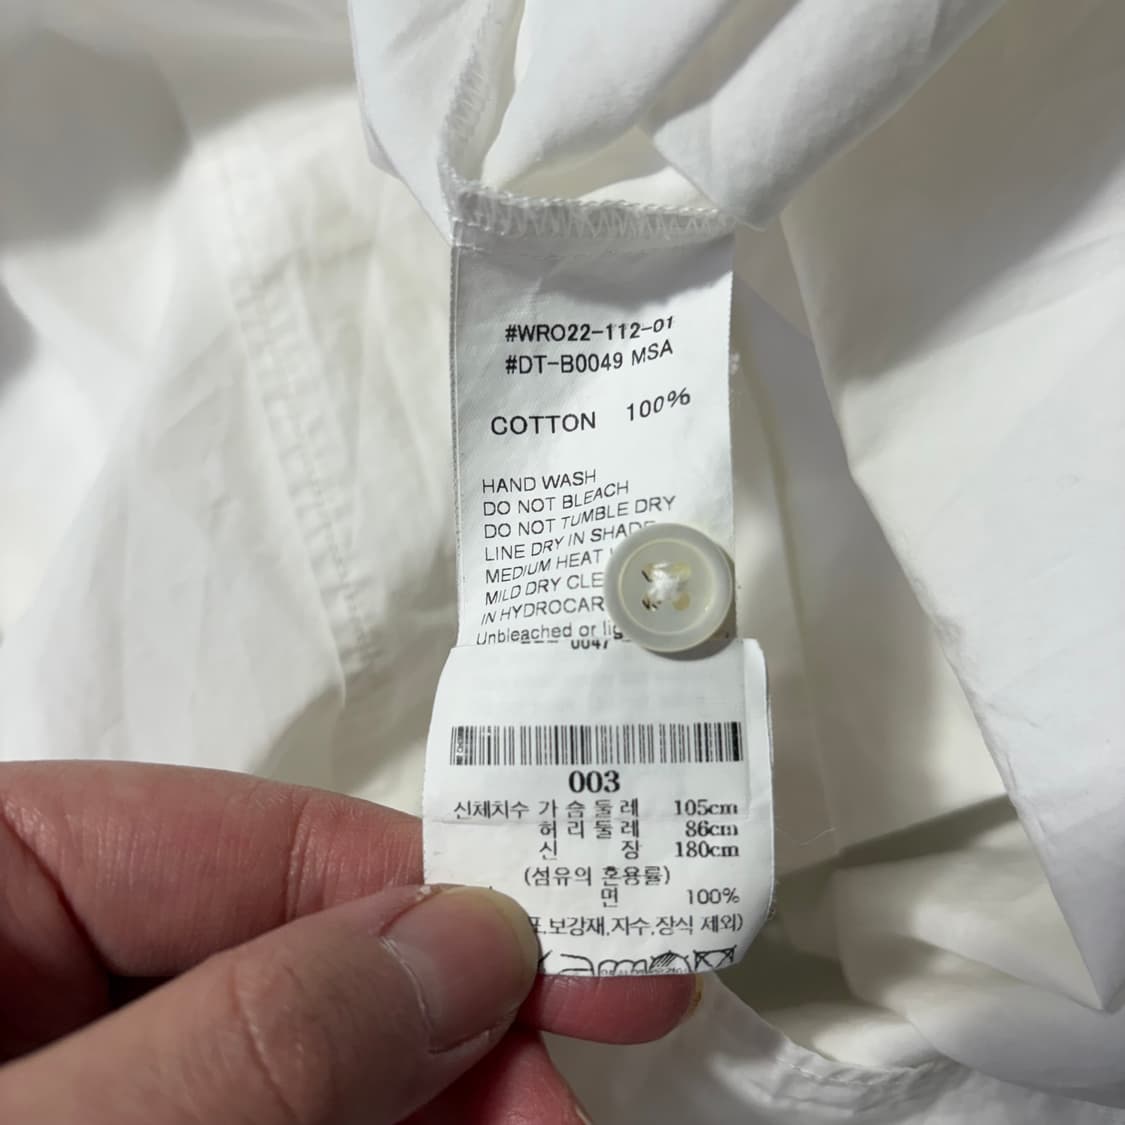 #WRO22-112-01
#DT-B0049 MSA
COTTON 100%
HAND WASH
DO NOT BLEACH
DO NOT TUMBLE DRY
LINE DRY IN SHADE
MEDIUM HEAT
MILD DRY CLE
IN HYDROCAR
Unbleached or lig
0047
003
신체치수 가슴둘레 105cm
허리둘레 86cm
신장 180cm
(섬유의 혼용률)
면 100%
포,보강재,자수,장식 제외)